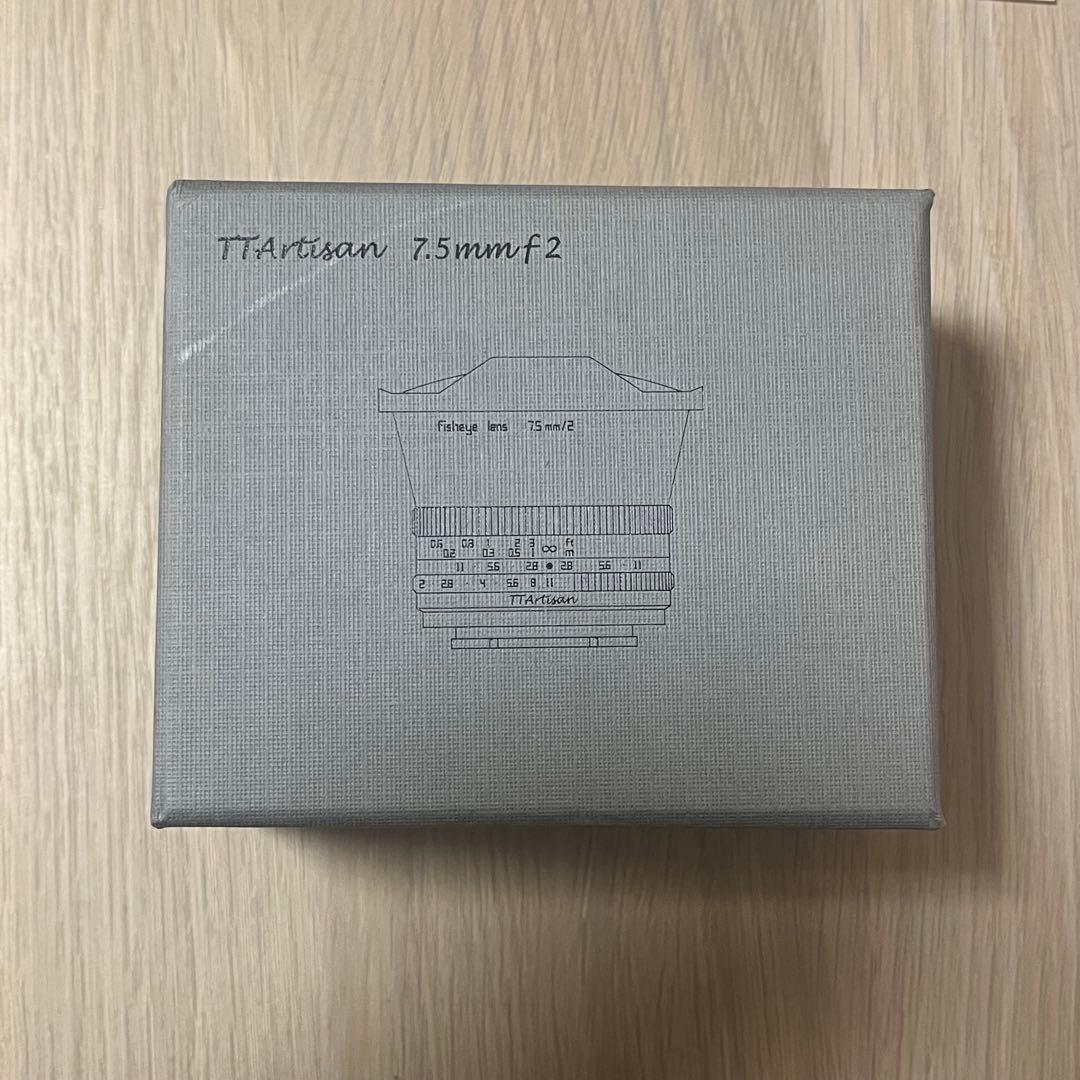 TTArtisan 7.5mm f2
fisheye lens 7.5mm/2
0.6 0.8 1 2 3 ft
0.2 0.3 0.5 1 ∞ m
11 · 5.6 · 2.8 • 2.8 · 5.6 · 11
2 · 2.8 · 4 · 5.6 8 11
TTArtisan